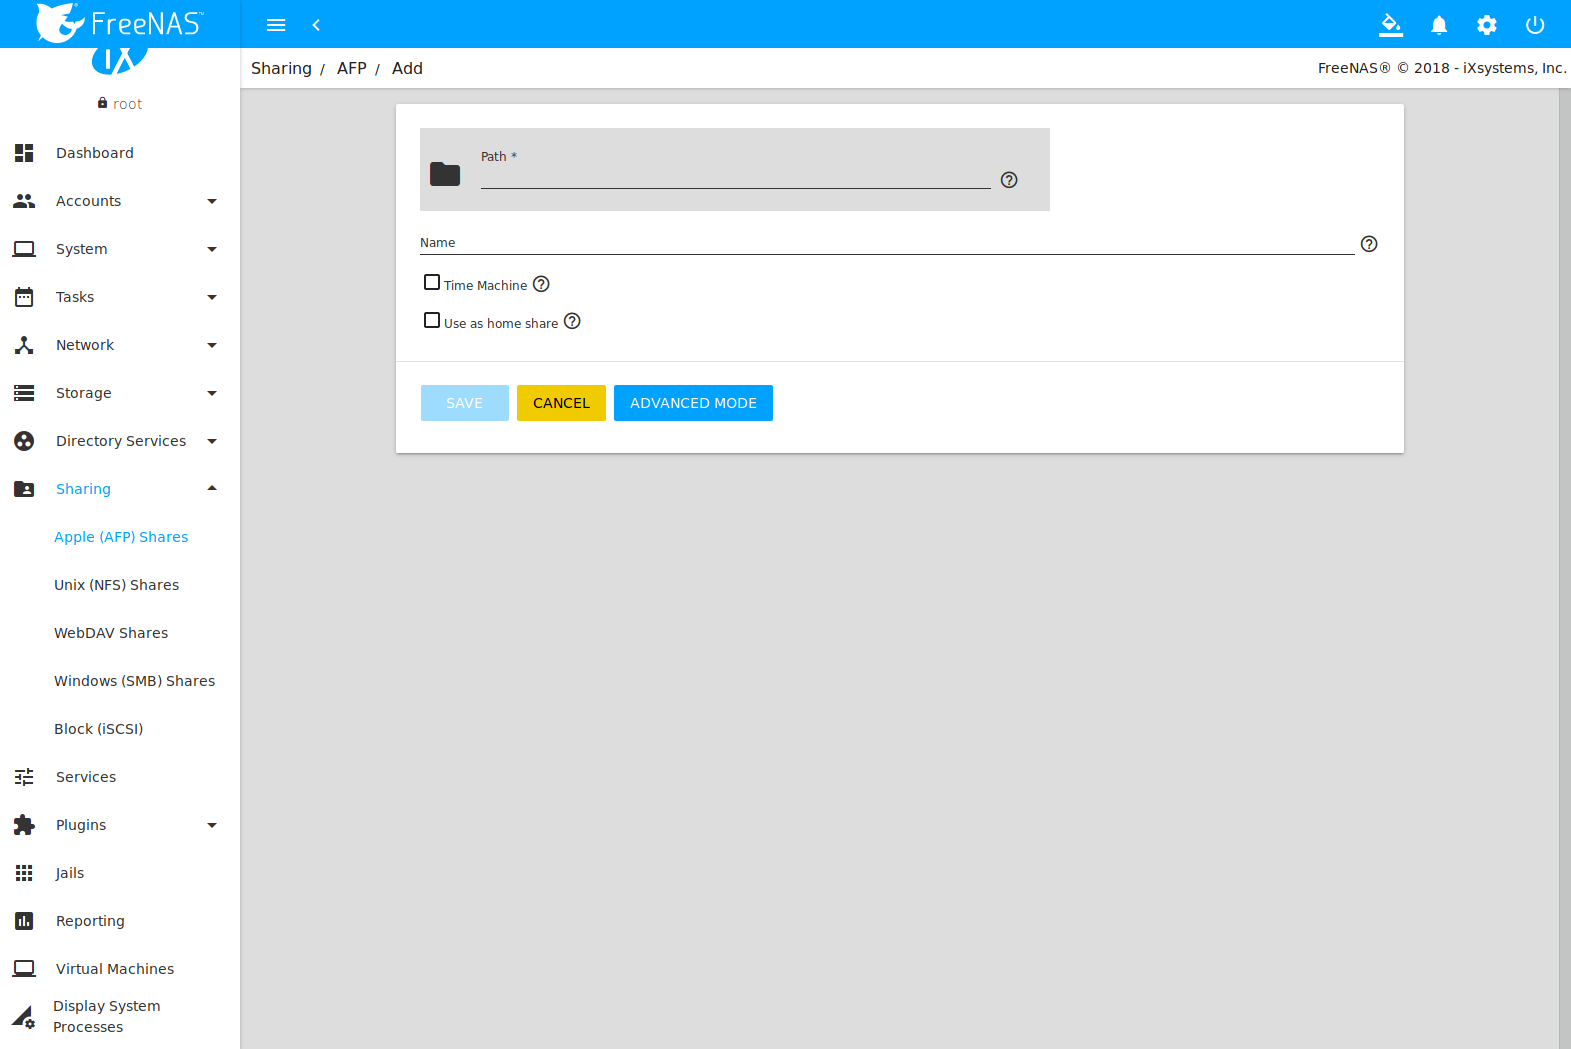 FreeNAS™
Sharing / AFP / Add
FreeNAS® © 2018 - iXsystems, Inc.
iX
root
Dashboard
Accounts
System
Tasks
Network
Storage
Directory Services
Sharing
Apple (AFP) Shares
Unix (NFS) Shares
WebDAV Shares
Windows (SMB) Shares
Block (iSCSI)
Services
Plugins
Jails
Reporting
Virtual Machines
Display System
Processes
Path *
Name
Time Machine
Use as home share
SAVE CANCEL ADVANCED MODE